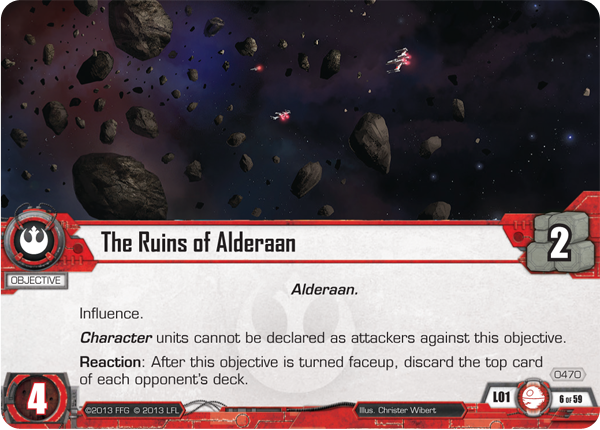 The Ruins of Alderaan
2
OBJECTIVE
Alderaan.
Influence.
Character units cannot be declared as attackers against this objective.
Reaction: After this objective is turned faceup, discard the top card
of each opponent's deck.
0470
4
©2013 FFG © 2013 LFL
Illus. Christer Wibert
L01
6 OF 59